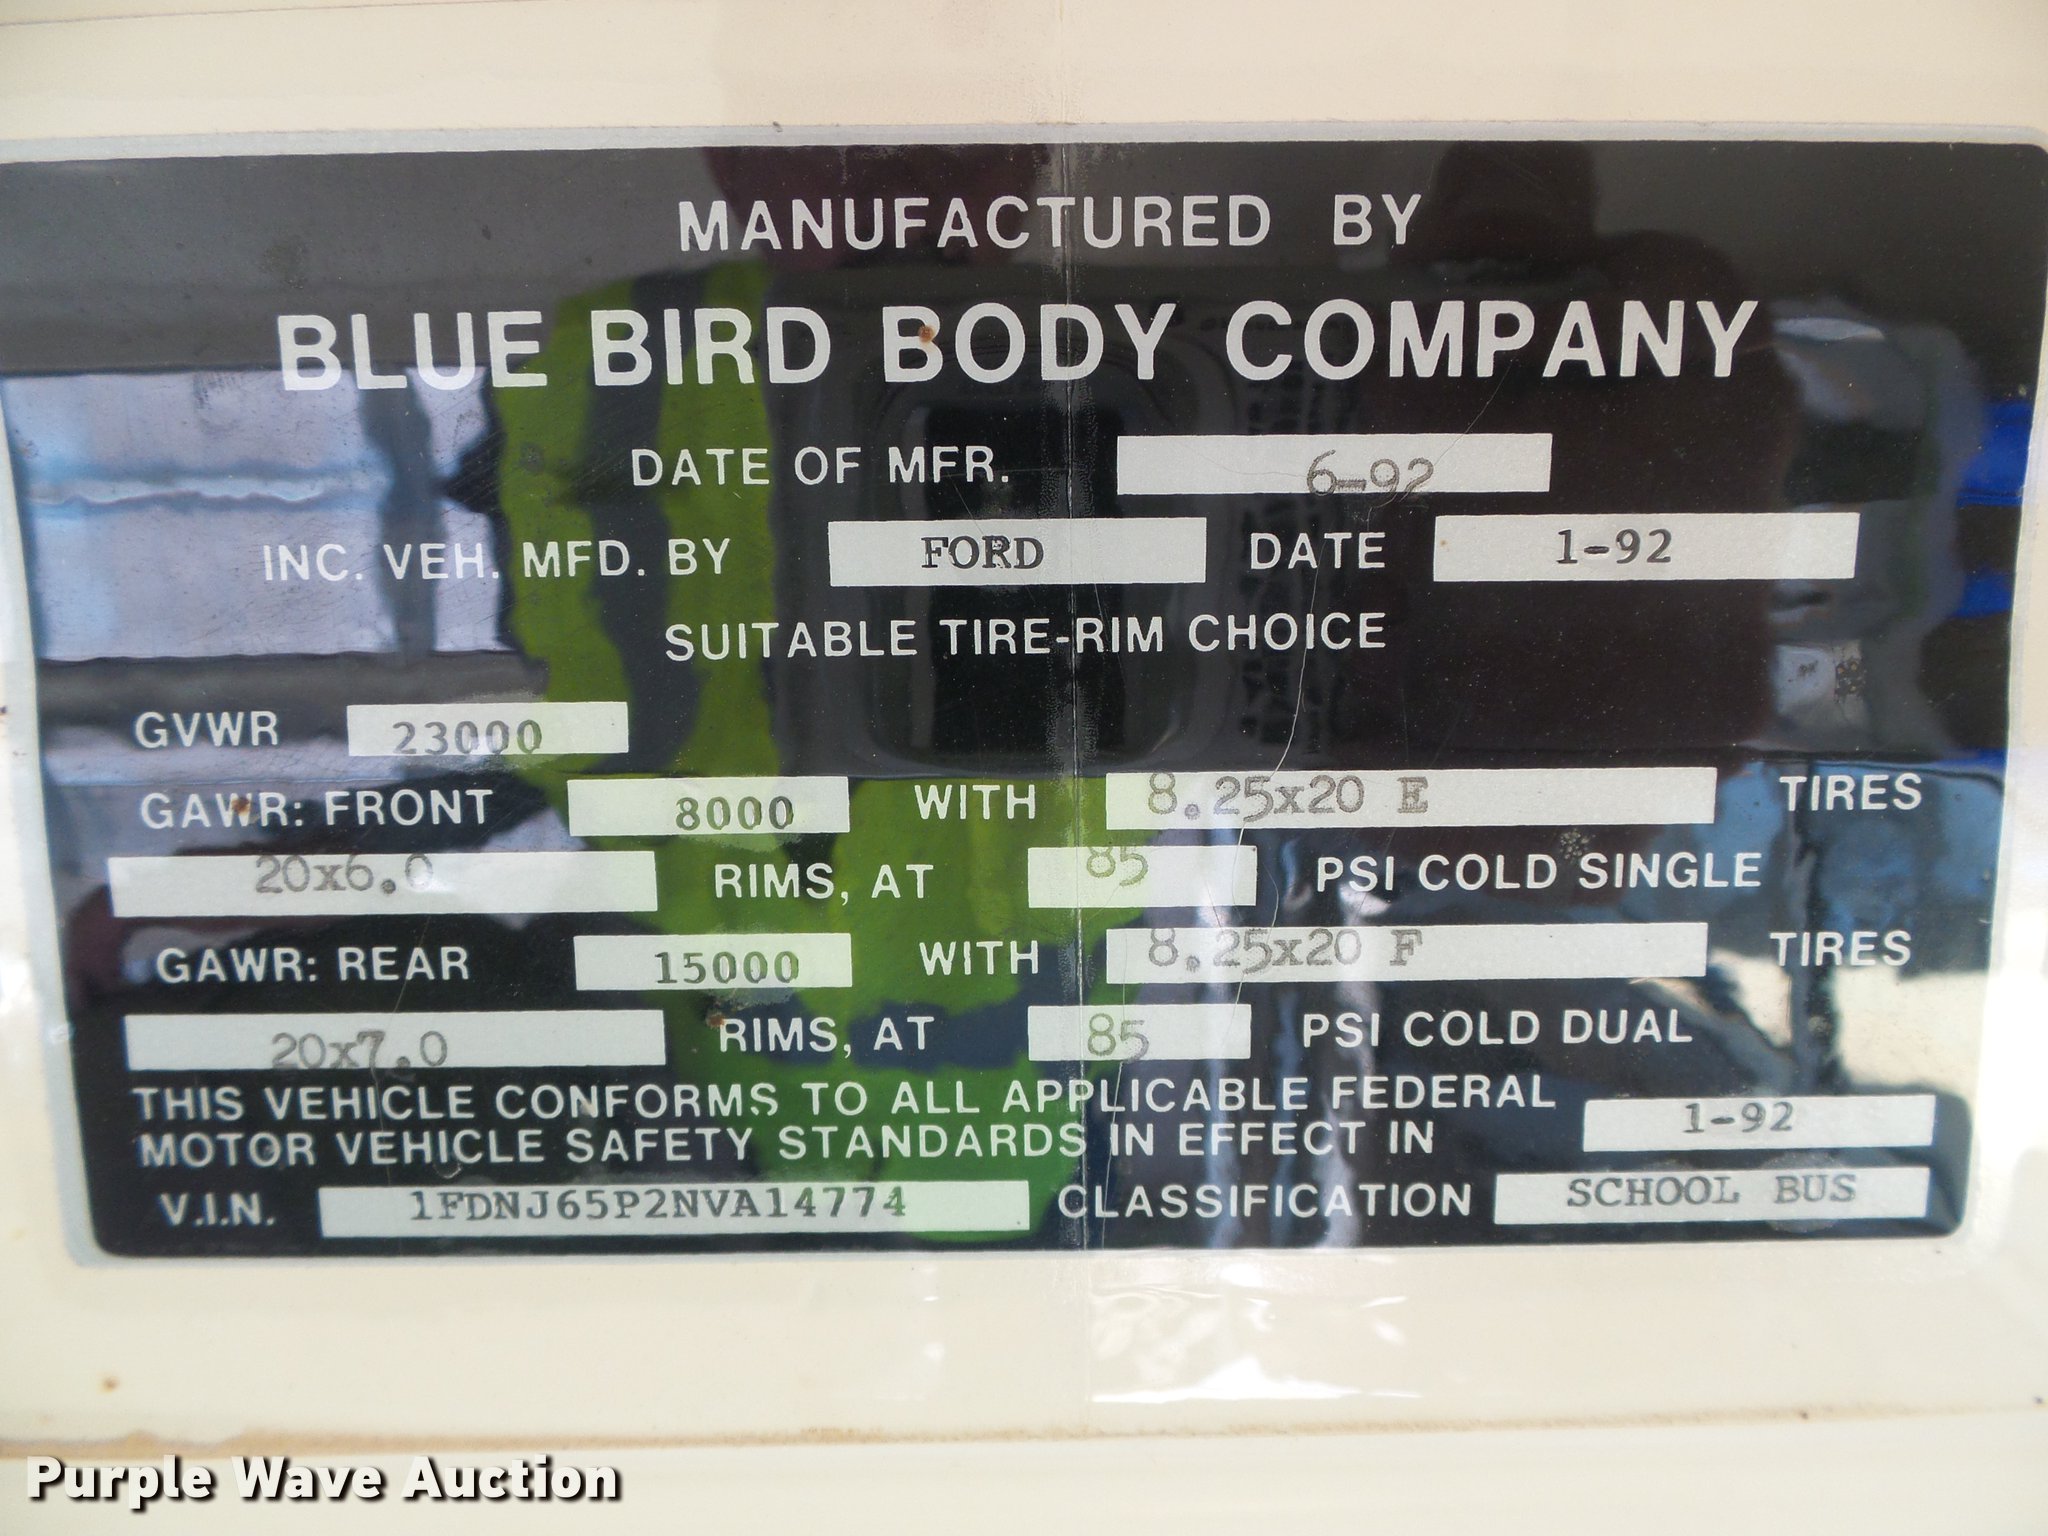 MANUFACTURED BY
BLUE BIRD BODY COMPANY
DATE OF MFR. 6-92
INC. VEH. MFD. BY FORD DATE 1-92
SUITABLE TIRE-RIM CHOICE
GVWR 23000
GAWR: FRONT 8000 WITH 8.25x20 E TIRES
20x6.0 RIMS, AT 85 PSI COLD SINGLE
GAWR: REAR 15000 WITH 8.25x20 F TIRES
20x7.0 RIMS, AT 85 PSI COLD DUAL
THIS VEHICLE CONFORMS TO ALL APPLICABLE FEDERAL
MOTOR VEHICLE SAFETY STANDARDS IN EFFECT IN 1-92
V.I.N. 1FDNJ65P2NVA14774 CLASSIFICATION SCHOOL BUS
Purple Wave Auction